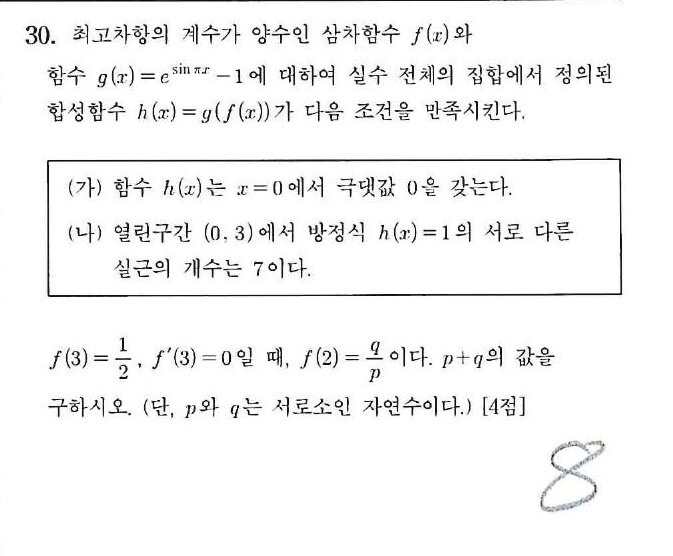 30. 최고차항의 계수가 양수인 삼차함수 f(x)와
함수 g(x)=e^{sin πx}−1에 대하여 실수 전체의 집합에서 정의된
합성함수 h(x)=g(f(x))가 다음 조건을 만족시킨다.
(가) 함수 h(x)는 x=0에서 극댓값 0을 갖는다.
(나) 열린구간 (0, 3)에서 방정식 h(x)=1의 서로 다른
실근의 개수는 7이다.
f(3)=1/2, f′(3)=0일 때, f(2)=q/p이다. p+q의 값을
구하시오. (단, p와 q는 서로소인 자연수이다.) [4점]
8